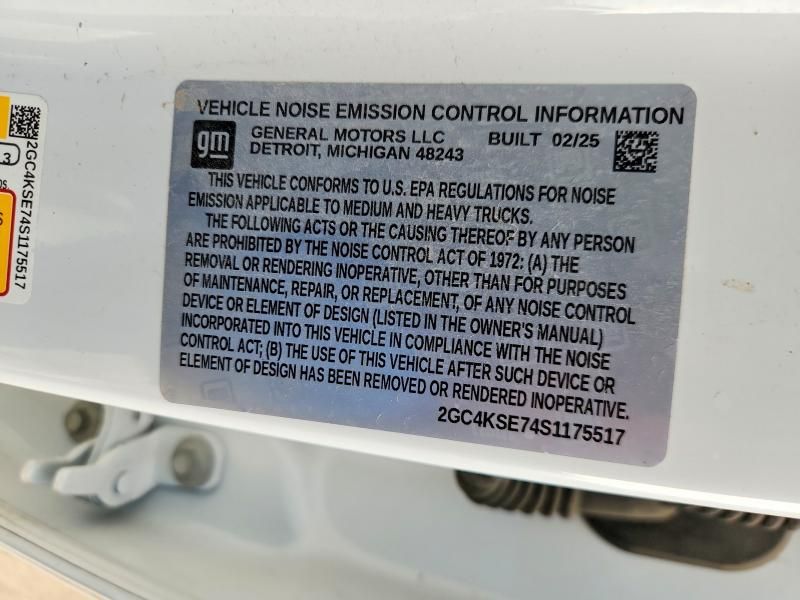 VEHICLE NOISE EMISSION CONTROL INFORMATION
gm
GENERAL MOTORS LLC BUILT 02/25
DETROIT, MICHIGAN 48243
THIS VEHICLE CONFORMS TO U.S. EPA REGULATIONS FOR NOISE
EMISSION APPLICABLE TO MEDIUM AND HEAVY TRUCKS.
THE FOLLOWING ACTS OR THE CAUSING THEREOF BY ANY PERSON
ARE PROHIBITED BY THE NOISE CONTROL ACT OF 1972: (A) THE
REMOVAL OR RENDERING INOPERATIVE, OTHER THAN FOR PURPOSES
OF MAINTENANCE, REPAIR, OR REPLACEMENT, OF ANY NOISE CONTROL
DEVICE OR ELEMENT OF DESIGN (LISTED IN THE OWNER'S MANUAL)
INCORPORATED INTO THIS VEHICLE IN COMPLIANCE WITH THE NOISE
CONTROL ACT; (B) THE USE OF THIS VEHICLE AFTER SUCH DEVICE OR
ELEMENT OF DESIGN HAS BEEN REMOVED OR RENDERED INOPERATIVE.
2GC4KSE74S1175517
2GC4KSE74S1175517
3